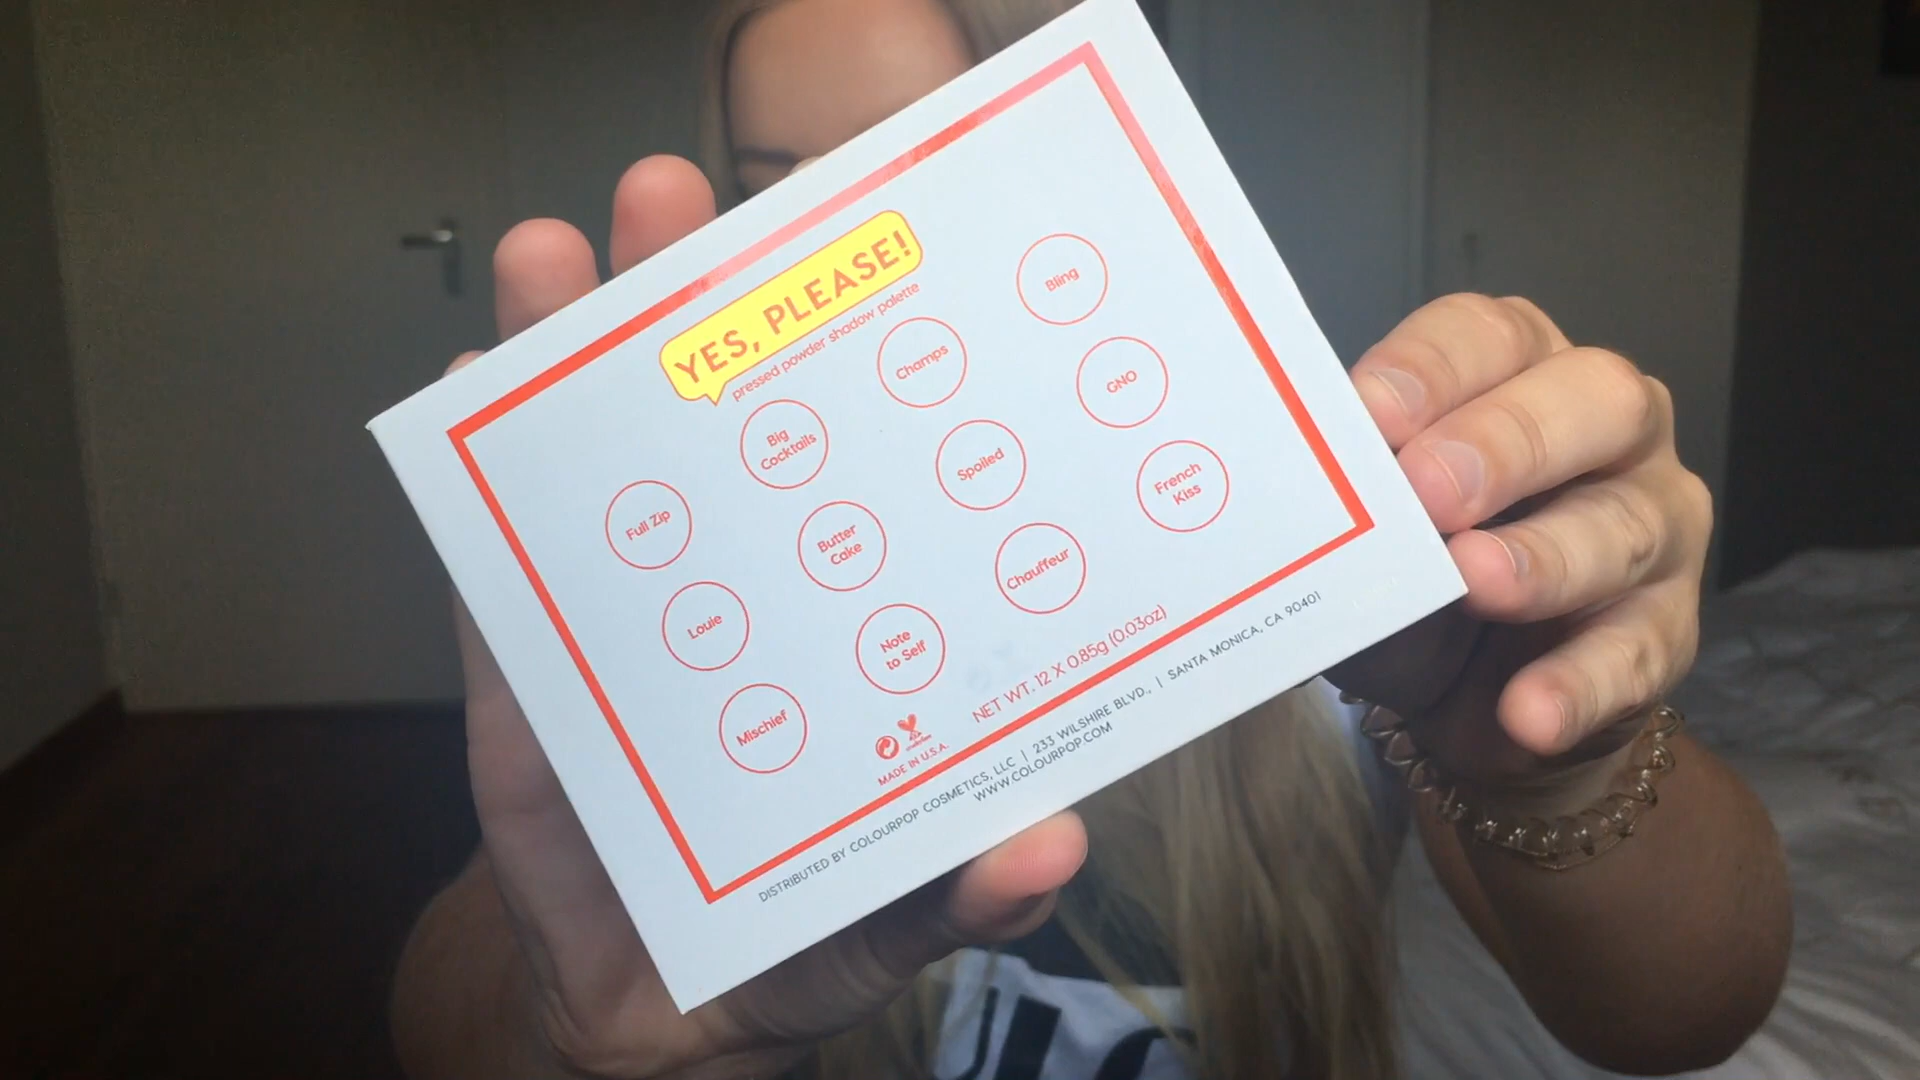 YES, PLEASE!
pressed powder shadow palette
Full Zip
Big
Cocktails
Champs
Bling
Louie
Butter
Cake
Spoiled
GNO
Mischief
Note
to Self
Chauffeur
French
Kiss
MADE IN U.S.A.
NET WT. 12 X 0.85g (0.03oz)
DISTRIBUTED BY COLOURPOP COSMETICS, LLC | 233 WILSHIRE BLVD., | SANTA MONICA, CA 90401
WWW.COLOURPOP.COM